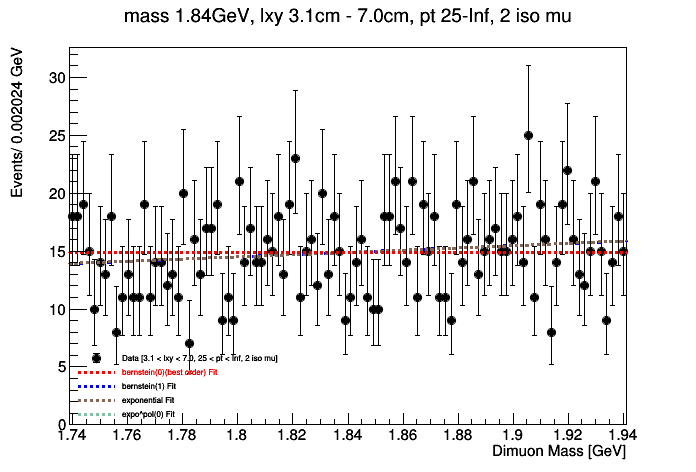 mass 1.84GeV, lxy 3.1cm - 7.0cm, pt 25-Inf, 2 iso mu
Events/ 0.002024 GeV
30
25
20
15
10
5
0
Data [3.1 < lxy < 7.0, 25 < pt < Inf, 2 iso mu]
bernstein(0)(best order) Fit
bernstein(1) Fit
exponential Fit
expo*pol(0) Fit
1.74 1.76 1.78 1.8 1.82 1.84 1.86 1.88 1.9 1.92 1.94
Dimuon Mass [GeV]